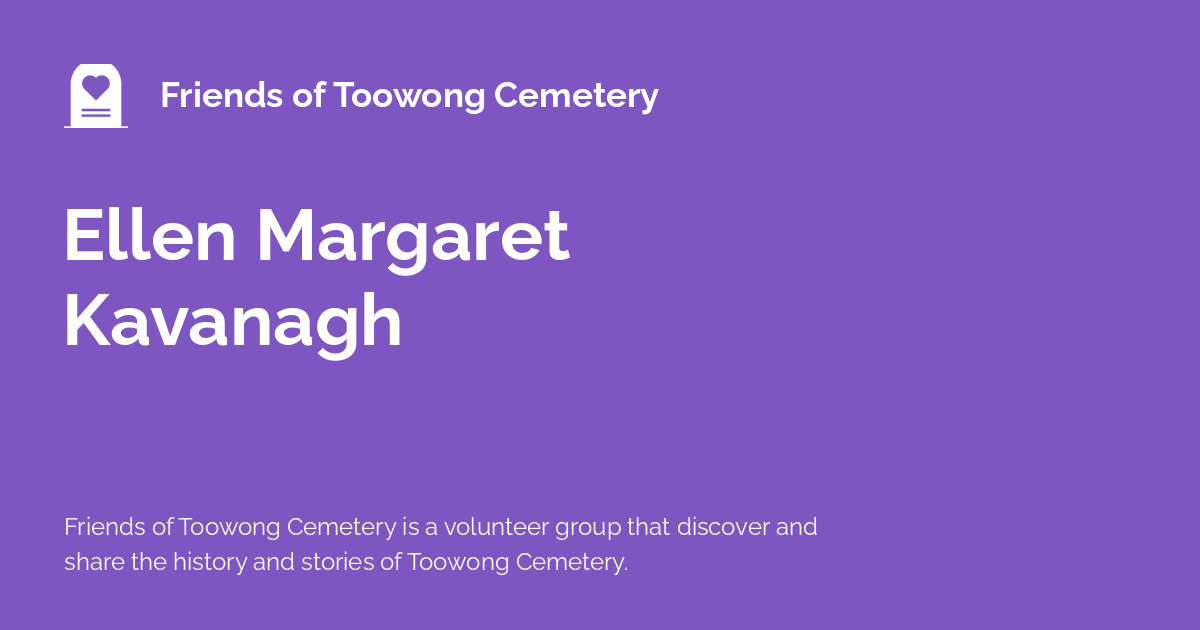 Friends of Toowong Cemetery
Ellen Margaret
Kavanagh
Friends of Toowong Cemetery is a volunteer group that discover and
share the history and stories of Toowong Cemetery.